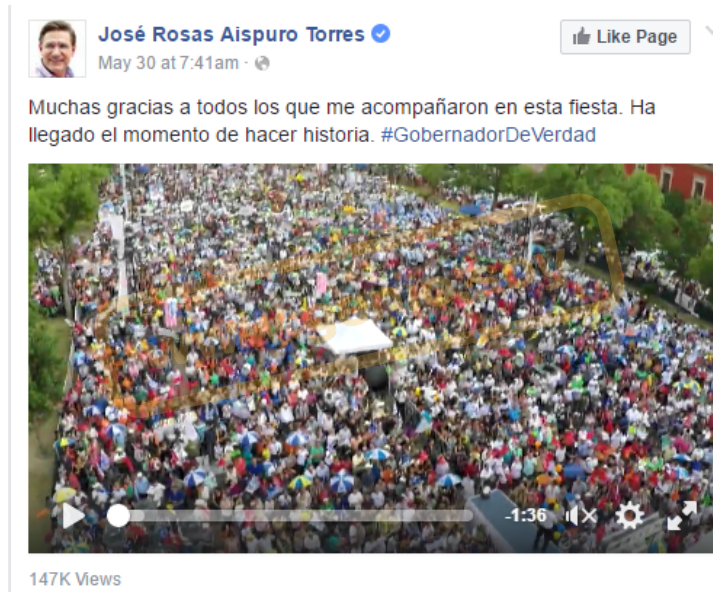 José Rosas Aispuro Torres
Like Page
May 30 at 7:41am ·
Muchas gracias a todos los que me acompañaron en esta fiesta. Ha
llegado el momento de hacer historia. #GobernadorDeVerdad
-1:36
147K Views